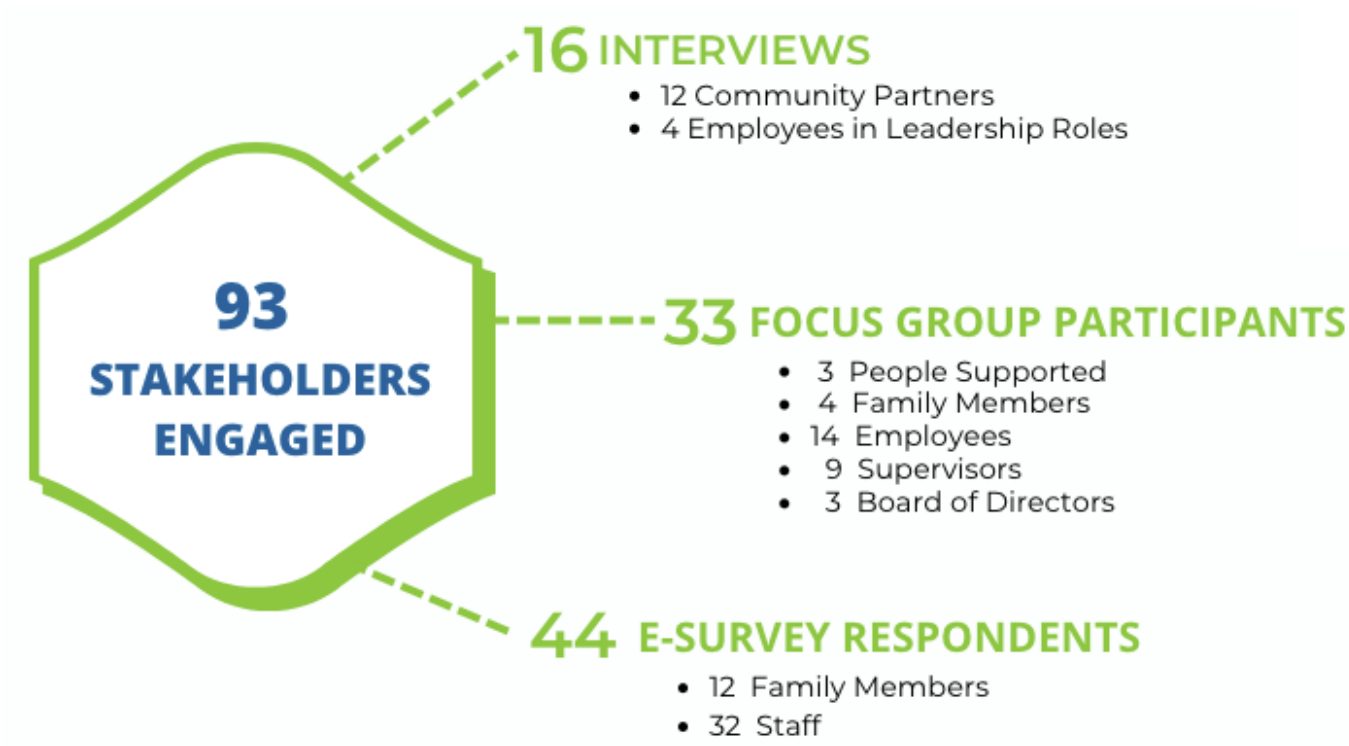 93
STAKEHOLDERS
ENGAGED
16 INTERVIEWS
• 12 Community Partners
• 4 Employees in Leadership Roles
33 FOCUS GROUP PARTICIPANTS
• 3 People Supported
• 4 Family Members
• 14 Employees
• 9 Supervisors
• 3 Board of Directors
44 E-SURVEY RESPONDENTS
• 12 Family Members
• 32 Staff